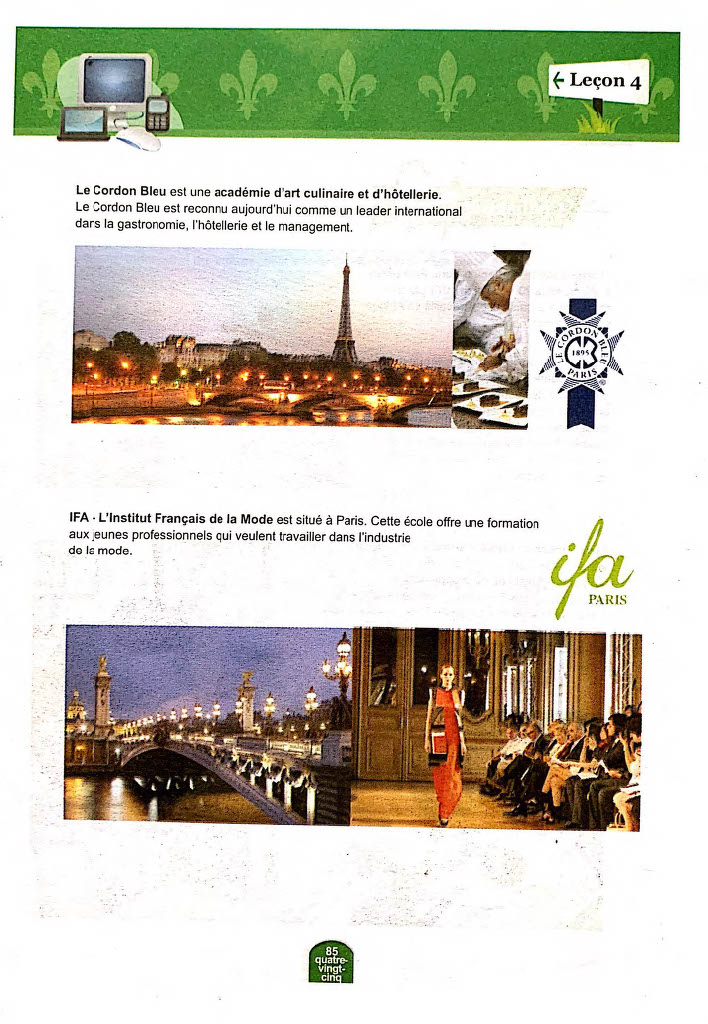 Leçon 4
Le Cordon Bleu est une académie d'art culinaire et d'hôtellerie.
Le Cordon Bleu est reconnu aujourd'hui comme un leader international
dans la gastronomie, l'hôtellerie et le management.
LE CORDON BLEU
1895
PARIS
®
IFA - L'Institut Français de la Mode est situé à Paris. Cette école offre une formation
aux jeunes professionnels qui veulent travailler dans l'industrie
de la mode.
ifa
PARIS
85
quatre-
vingt-
cinq